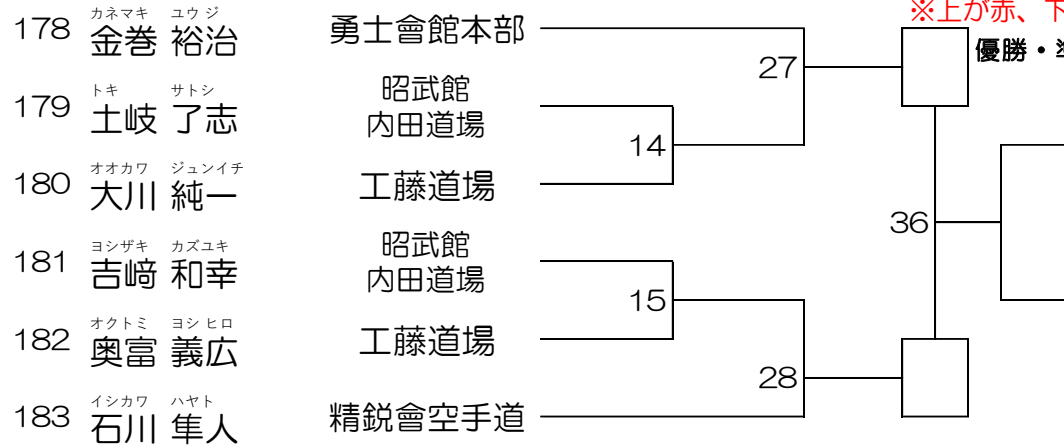 ※上が赤、下
優勝・準
カネマキ ユウジ
178 金巻 裕治 勇士會館本部
27
トキ サトシ
179 土岐 了志 昭武館
内田道場
14
オオカワ ジュンイチ
180 大川 純一 工藤道場
36
ヨシザキ カズユキ
181 吉﨑 和幸 昭武館
内田道場
15
オクトミ ヨシヒロ
182 奥富 義広 工藤道場
28
イシカワ ハヤト
183 石川 隼人 精鋭會空手道